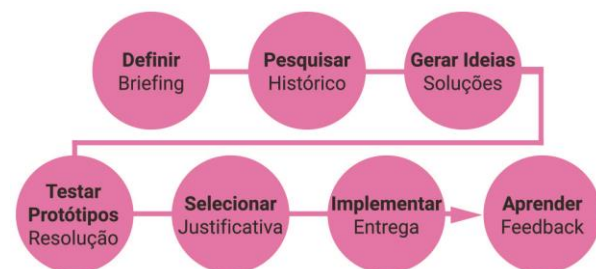 Definir
Briefing
Pesquisar
Histórico
Gerar Ideias
Soluções
Testar
Protótipos
Resolução
Selecionar
Justificativa
Implementar
Entrega
Aprender
Feedback